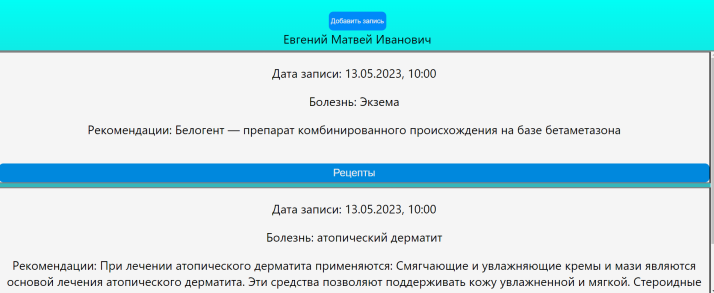 Добавить запись
Евгений Матвей Иванович
Дата записи: 13.05.2023, 10:00
Болезнь: Экзема
Рекомендации: Белогент — препарат комбинированного происхождения на базе бетаметазона
Рецепты
Дата записи: 13.05.2023, 10:00
Болезнь: атопический дерматит
Рекомендации: При лечении атопического дерматита применяются: Смягчающие и увлажняющие кремы и мази являются
основой лечения атопического дерматита. Эти средства позволяют поддерживать кожу увлажненной и мягкой. Стероидные